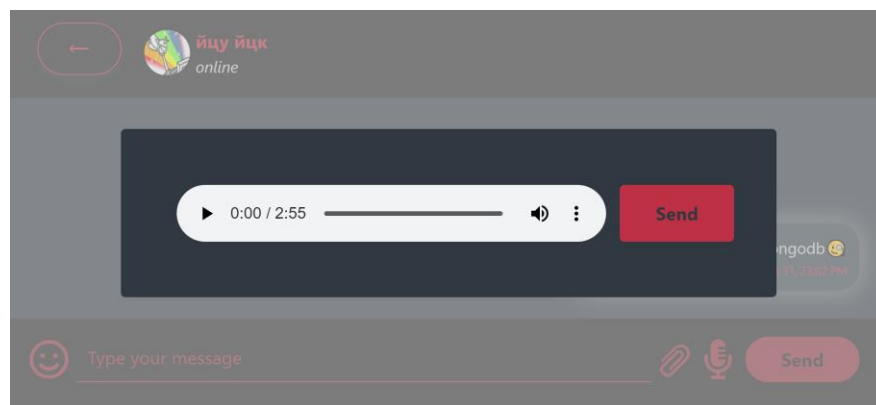 ←
йцу йцк
online
0:00 / 2:55
Send
ngodb
Type your message
Send